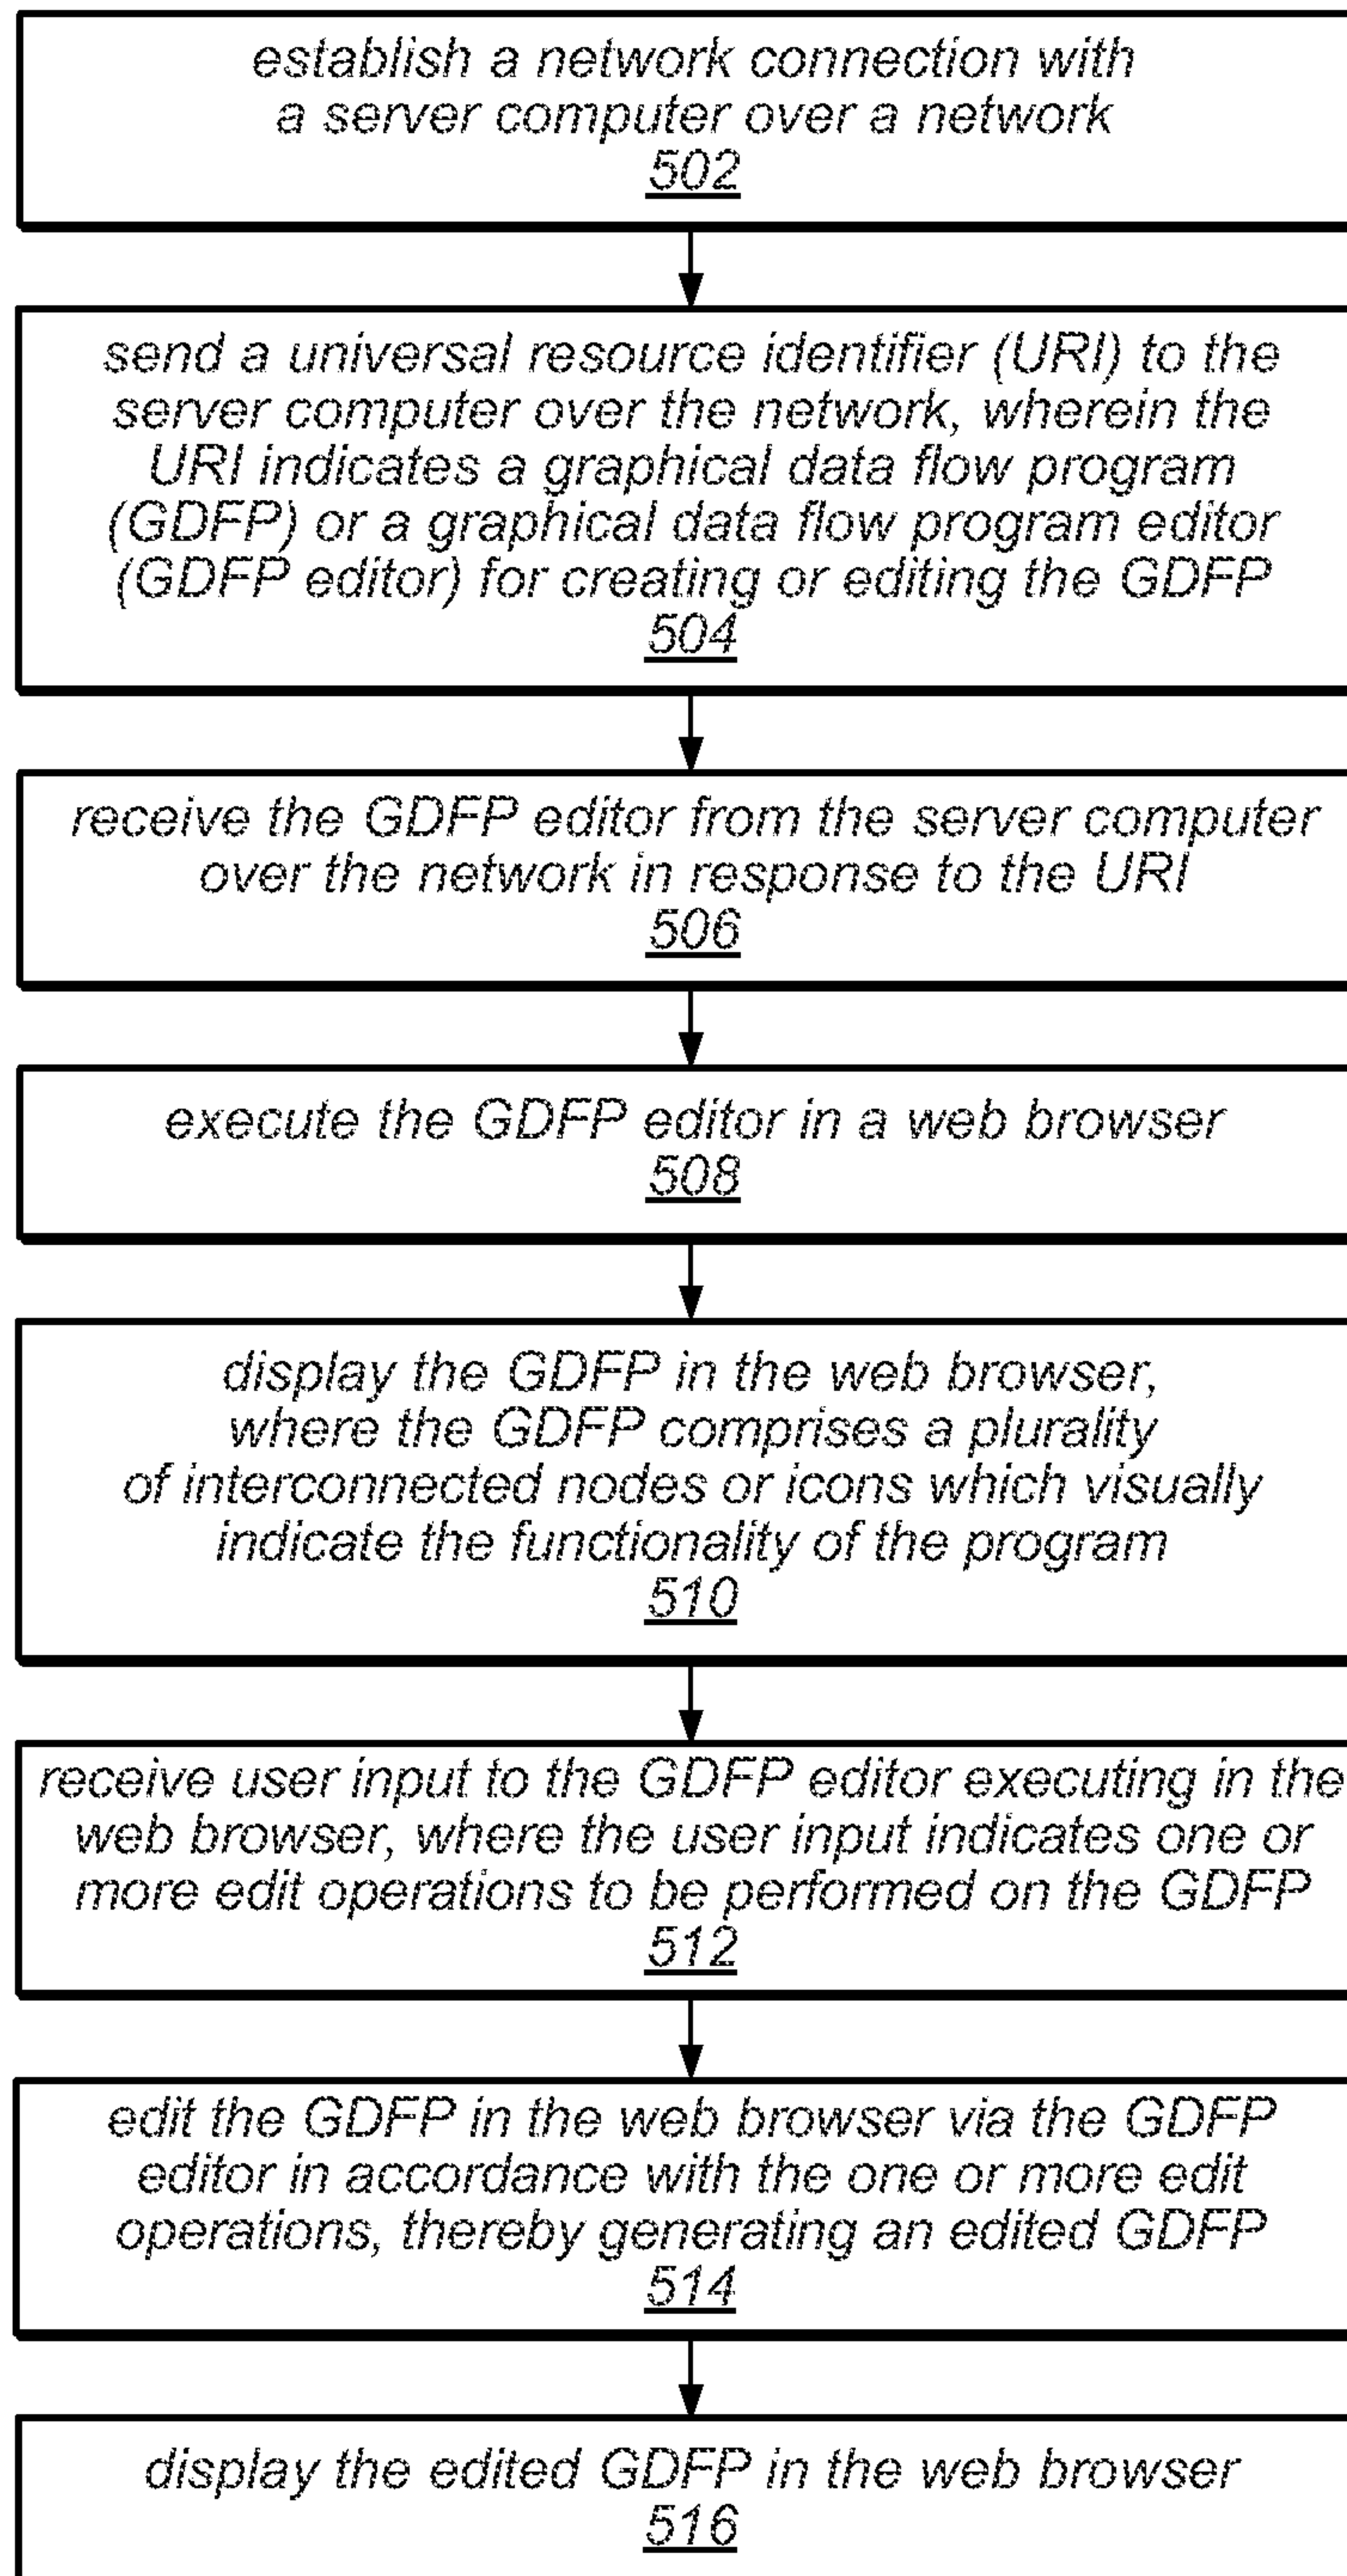 establish a network connection with
a server computer over a network
502
send a universal resource identifier (URI) to the
server computer over the network, wherein the
URI indicates a graphical data flow program
(GDFP) or a graphical data flow program editor
(GDFP editor) for creating or editing the GDFP
504
receive the GDFP editor from the server computer
over the network in response to the URI
506
execute the GDFP editor in a web browser
508
display the GDFP in the web browser,
where the GDFP comprises a plurality
of interconnected nodes or icons which visually
indicate the functionality of the program
510
receive user input to the GDFP editor executing in the
web browser, where the user input indicates one or
more edit operations to be performed on the GDFP
512
edit the GDFP in the web browser via the GDFP
editor in accordance with the one or more edit
operations, thereby generating an edited GDFP
514
display the edited GDFP in the web browser
516